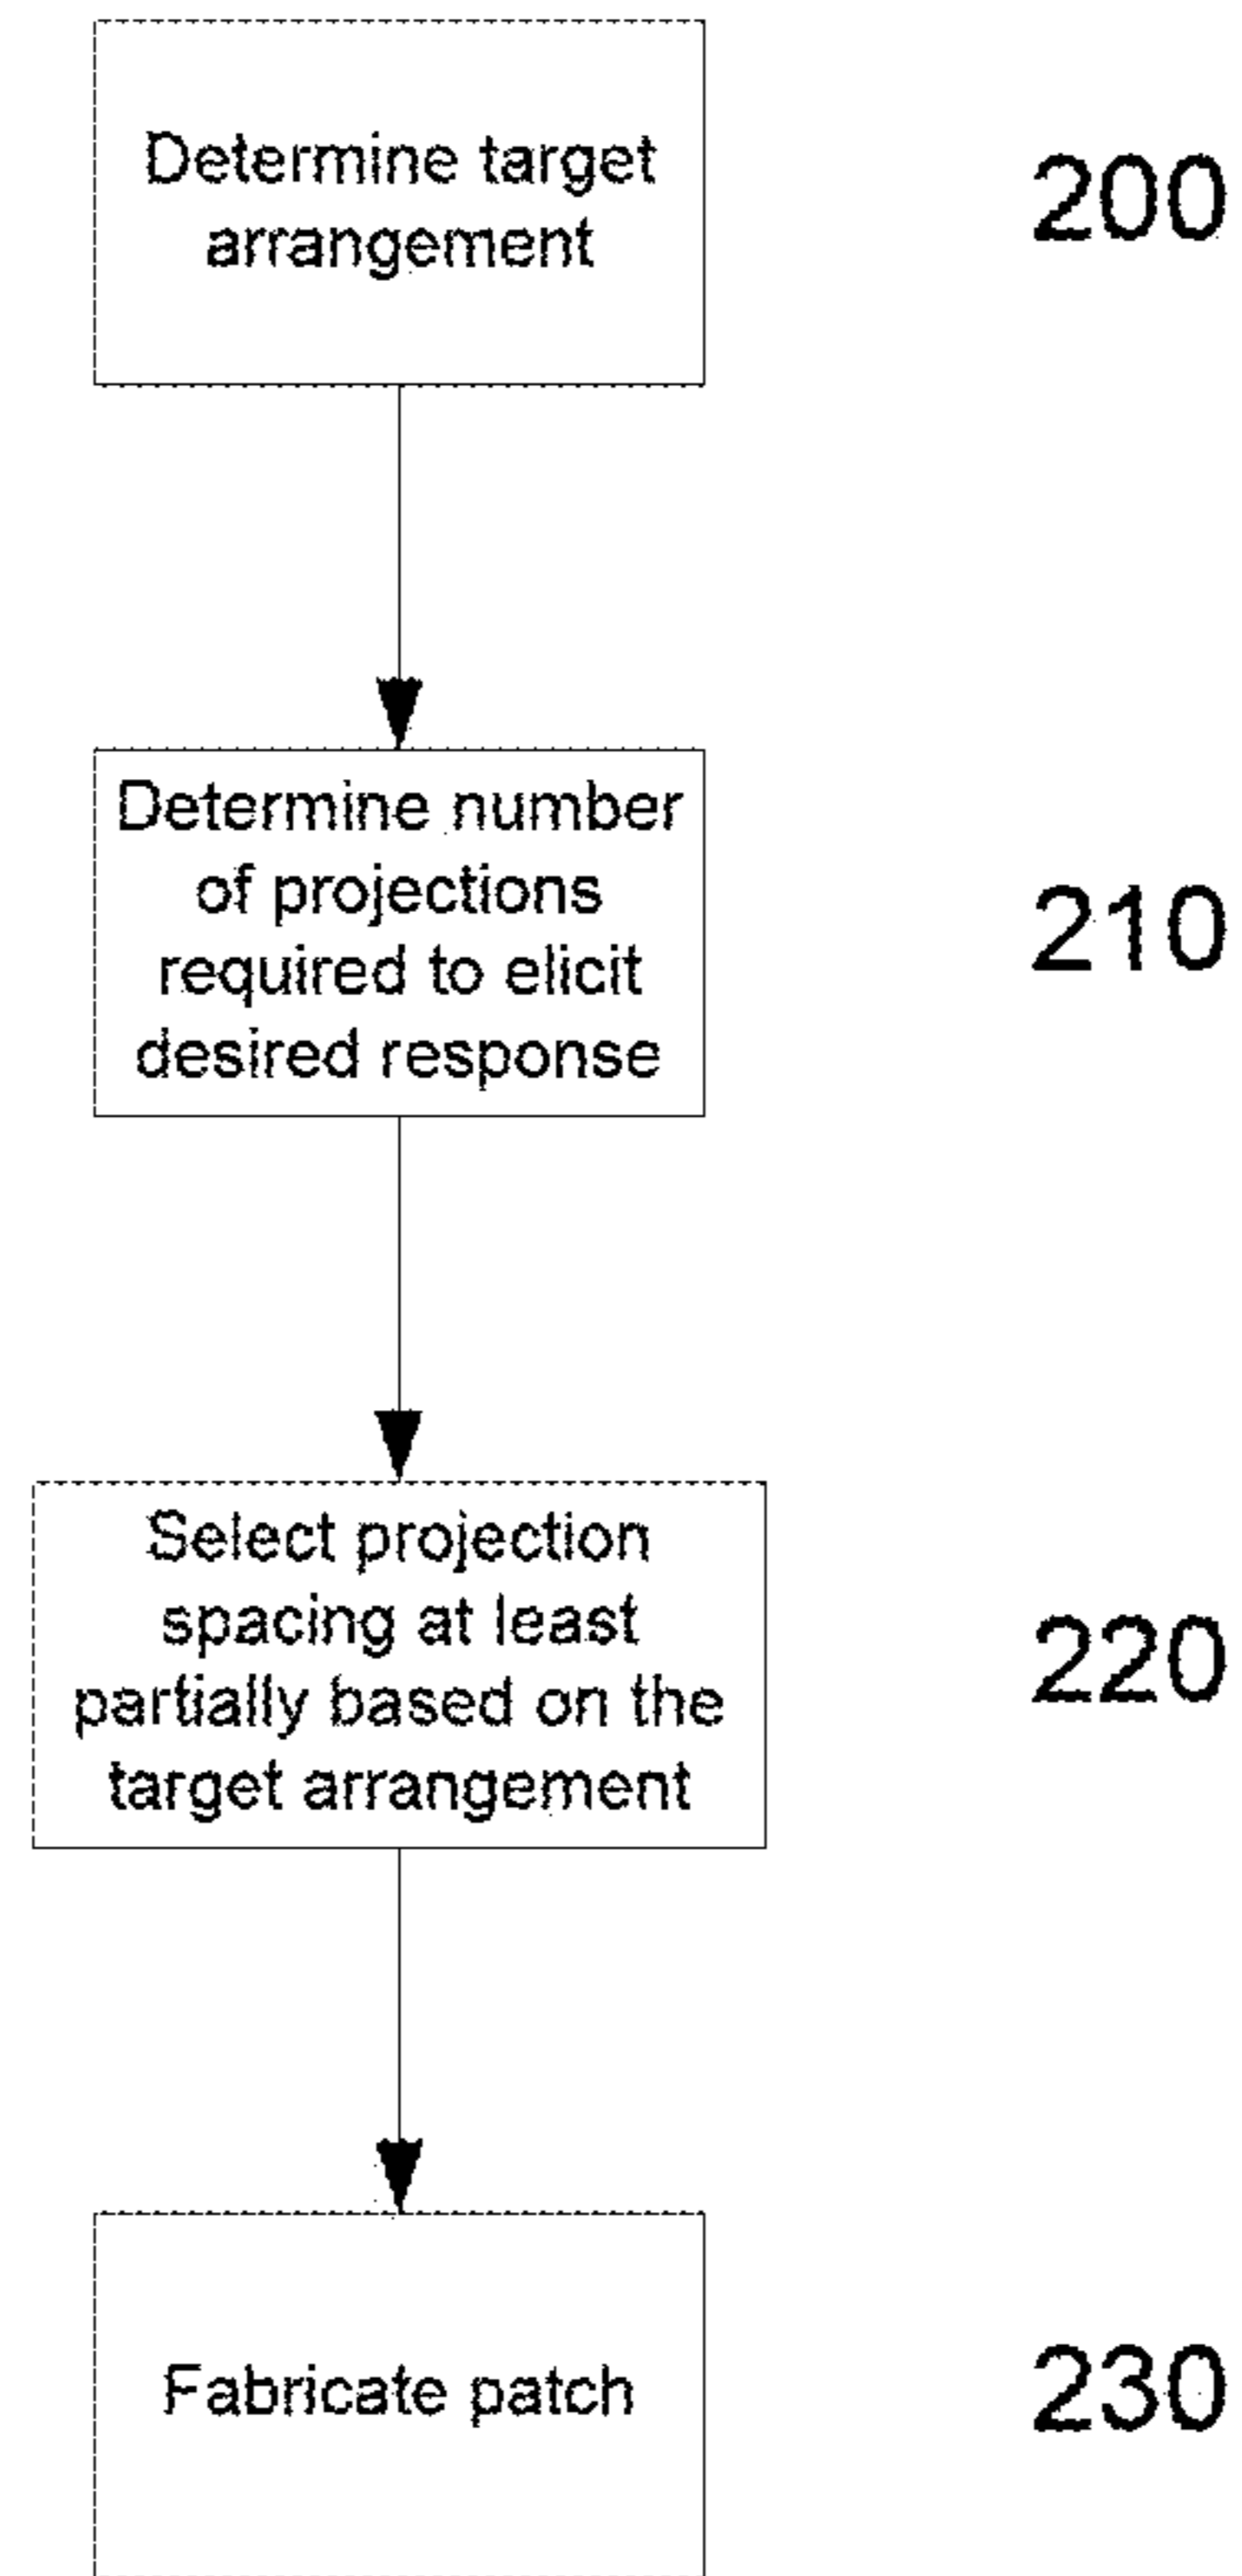 Determine target
arrangement
200
Determine number
of projections
required to elicit
desired response
210
Select projection
spacing at least
partially based on the
target arrangement
220
Fabricate patch
230